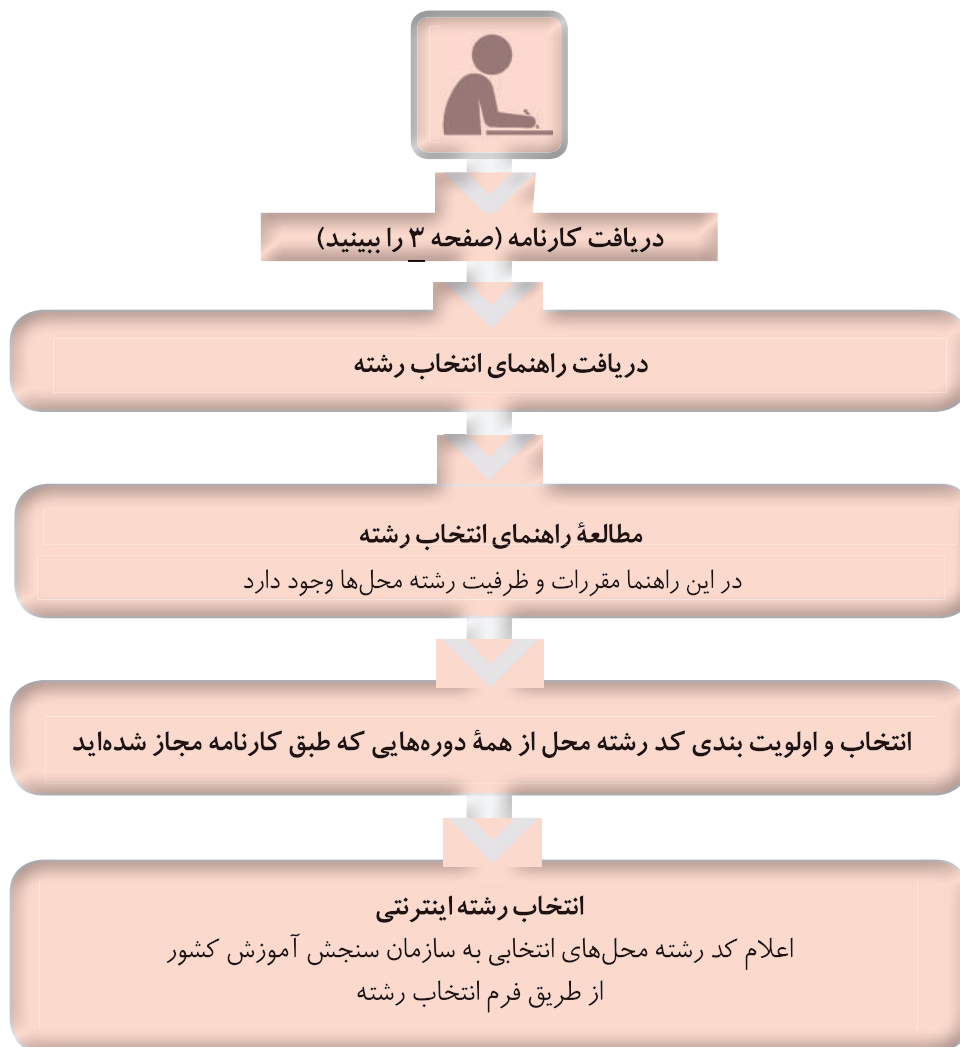 دریافت کارنامه (صفحه ۳ را ببینید)
دریافت راهنمای انتخاب رشته
مطالعهٔ راهنمای انتخاب رشته
در این راهنما مقررات و ظرفیت رشته محل‌ها وجود دارد
انتخاب و اولویت بندی کد رشته محل از همهٔ دوره‌هایی که طبق کارنامه مجاز شده‌اید
انتخاب رشته اینترنتی
اعلام کد رشته محل‌های انتخابی به سازمان سنجش آموزش کشور
از طریق فرم انتخاب رشته